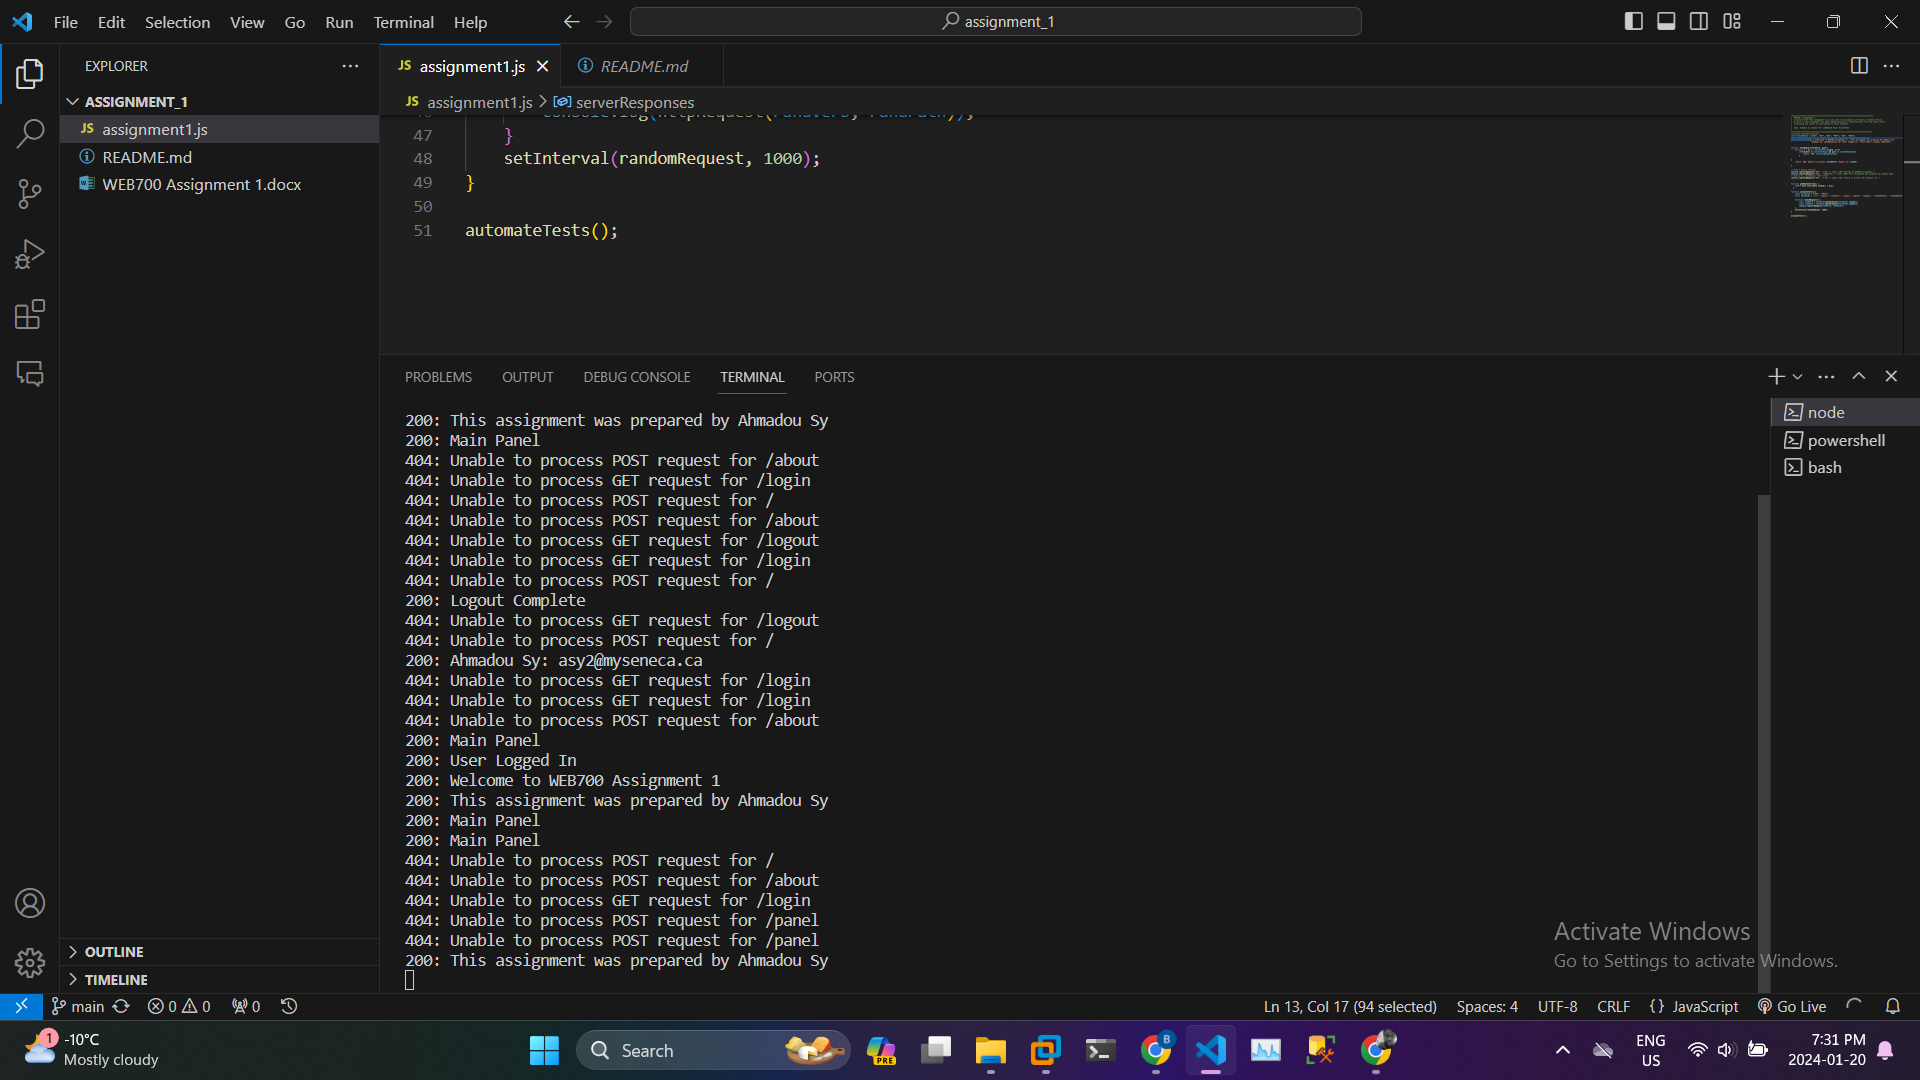 File Edit Selection View Go Run Terminal Help
assignment_1
EXPLORER
ASSIGNMENT_1
JS assignment1.js
README.md
WEB700 Assignment 1.docx
OUTLINE
TIMELINE
JS assignment1.js
README.md
JS assignment1.js > serverResponses
47 }
48 setInterval(randomRequest, 1000);
49 }
50
51 automateTests();
PROBLEMS OUTPUT DEBUG CONSOLE TERMINAL PORTS
200: This assignment was prepared by Ahmadou Sy
200: Main Panel
404: Unable to process POST request for /about
404: Unable to process GET request for /login
404: Unable to process POST request for /
404: Unable to process POST request for /about
404: Unable to process GET request for /logout
404: Unable to process GET request for /login
404: Unable to process POST request for /
200: Logout Complete
404: Unable to process GET request for /logout
404: Unable to process POST request for /
200: Ahmadou Sy: asy2@myseneca.ca
404: Unable to process GET request for /login
404: Unable to process GET request for /login
404: Unable to process POST request for /about
200: Main Panel
200: User Logged In
200: Welcome to WEB700 Assignment 1
200: This assignment was prepared by Ahmadou Sy
200: Main Panel
200: Main Panel
404: Unable to process POST request for /
404: Unable to process POST request for /about
404: Unable to process GET request for /login
404: Unable to process POST request for /panel
404: Unable to process POST request for /panel
200: This assignment was prepared by Ahmadou Sy
node
powershell
bash
Activate Windows
Go to Settings to activate Windows.
main 0 0 0 Ln 13, Col 17 (94 selected) Spaces: 4 UTF-8 CRLF {} JavaScript Go Live
1
-10°C
Mostly cloudy
Search
PRE
B
ENG
US
7:31 PM
2024-01-20